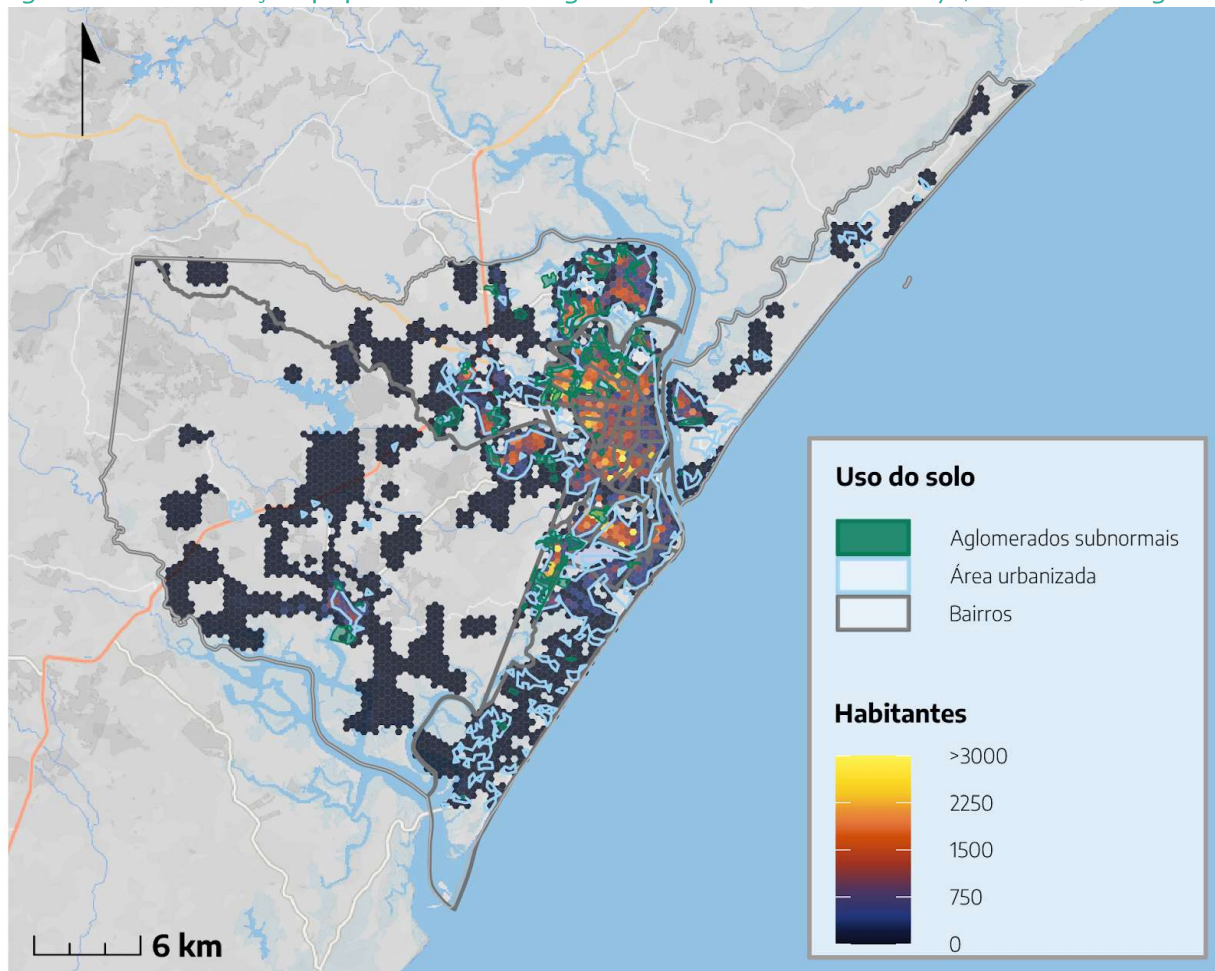 Uso do solo
Aglomerados subnormais
Área urbanizada
Bairros
Habitantes
>3000
2250
1500
750
0
6 km